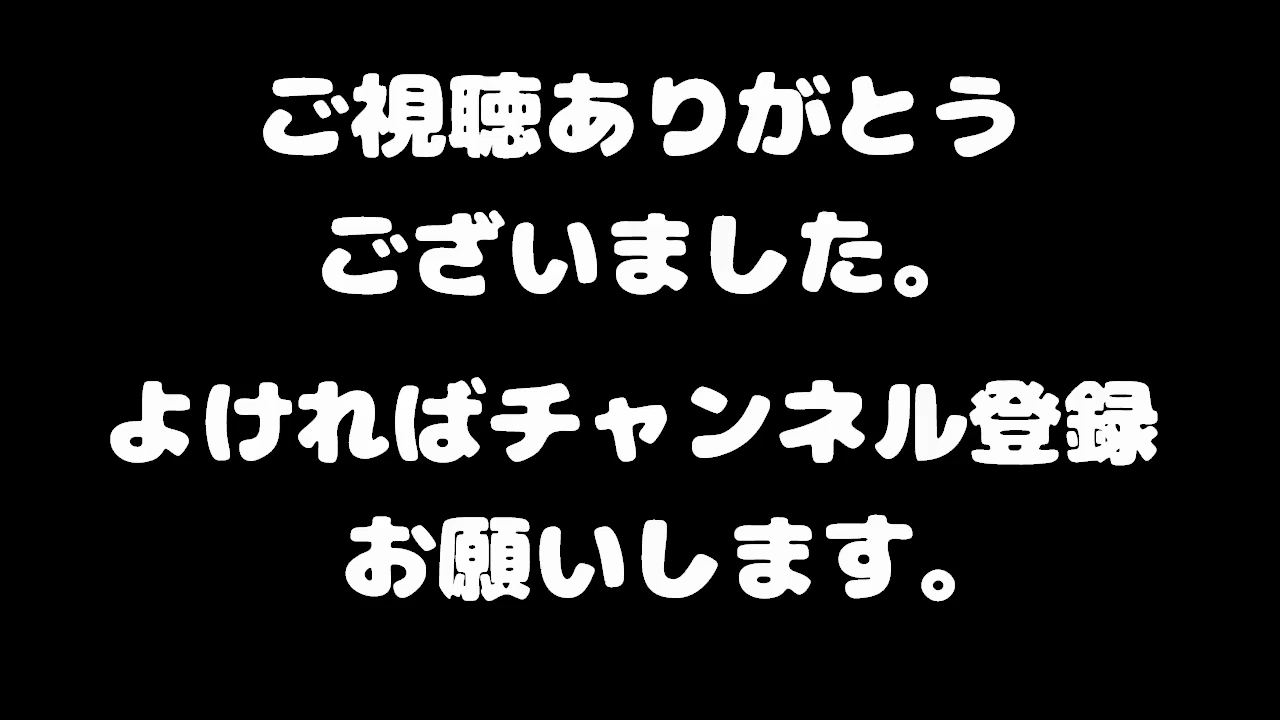 ご視聴ありがとう
ございました。
よければチャンネル登録
お願いします。